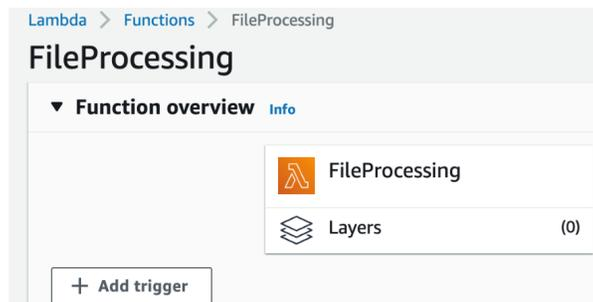 Lambda > Functions > FileProcessing
FileProcessing
▼ Function overview Info
FileProcessing
Layers (0)
+ Add trigger